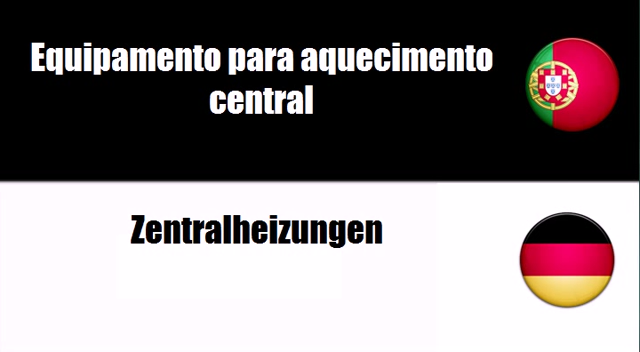 Equipamento para aquecimento
central
Zentralheizungen